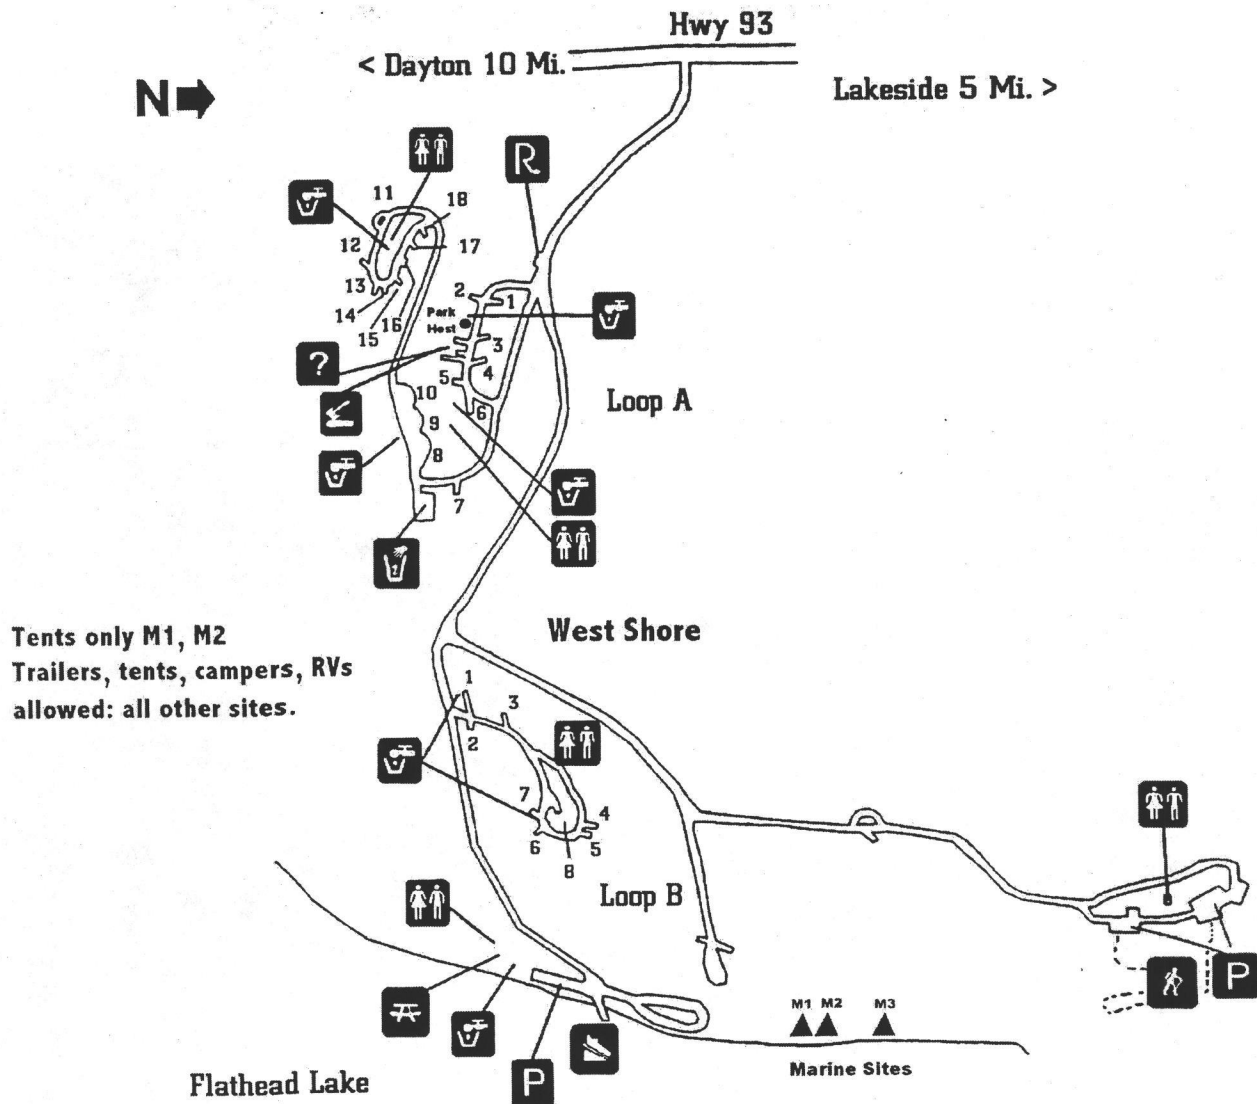 Hwy 93
< Dayton 10 Mi.
Lakeside 5 Mi. >
N
R
11
18
12
17
13
14
15
16
2
1
Park
Host
3
?
5
4
10
6
Loop A
9
8
7
Tents only M1, M2
Trailers, tents, campers, RVs
allowed: all other sites.
West Shore
1
3
2
7
4
6
5
8
Loop B
P
M1 M2 M3
Marine Sites
P
Flathead Lake